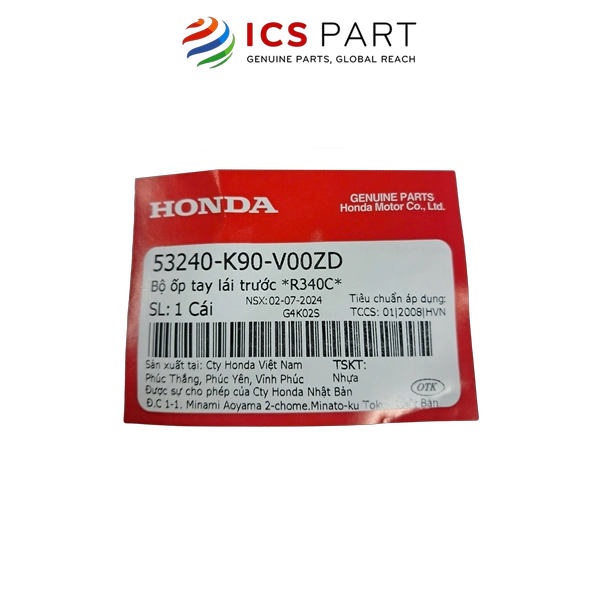 ICS PART
GENUINE PARTS, GLOBAL REACH
HONDA
GENUINE PARTS
Honda Motor Co., Ltd.
53240-K90-V00ZD
Bộ ốp tay lái trước *R340C*
SL: 1 Cái
NSX: 02-07-2024
G4K02S
Tiêu chuẩn áp dụng:
TCCS: 01|2008|HVN
Sản xuất tại: Cty Honda Việt Nam
Phúc Thắng, Phúc Yên, Vĩnh Phúc
Được sự cho phép của Cty Honda Nhật Bản
Đ.C 1-1. Minami Aoyama 2-chome.Minato-ku Bản
TSKT:
Nhựa
OTK